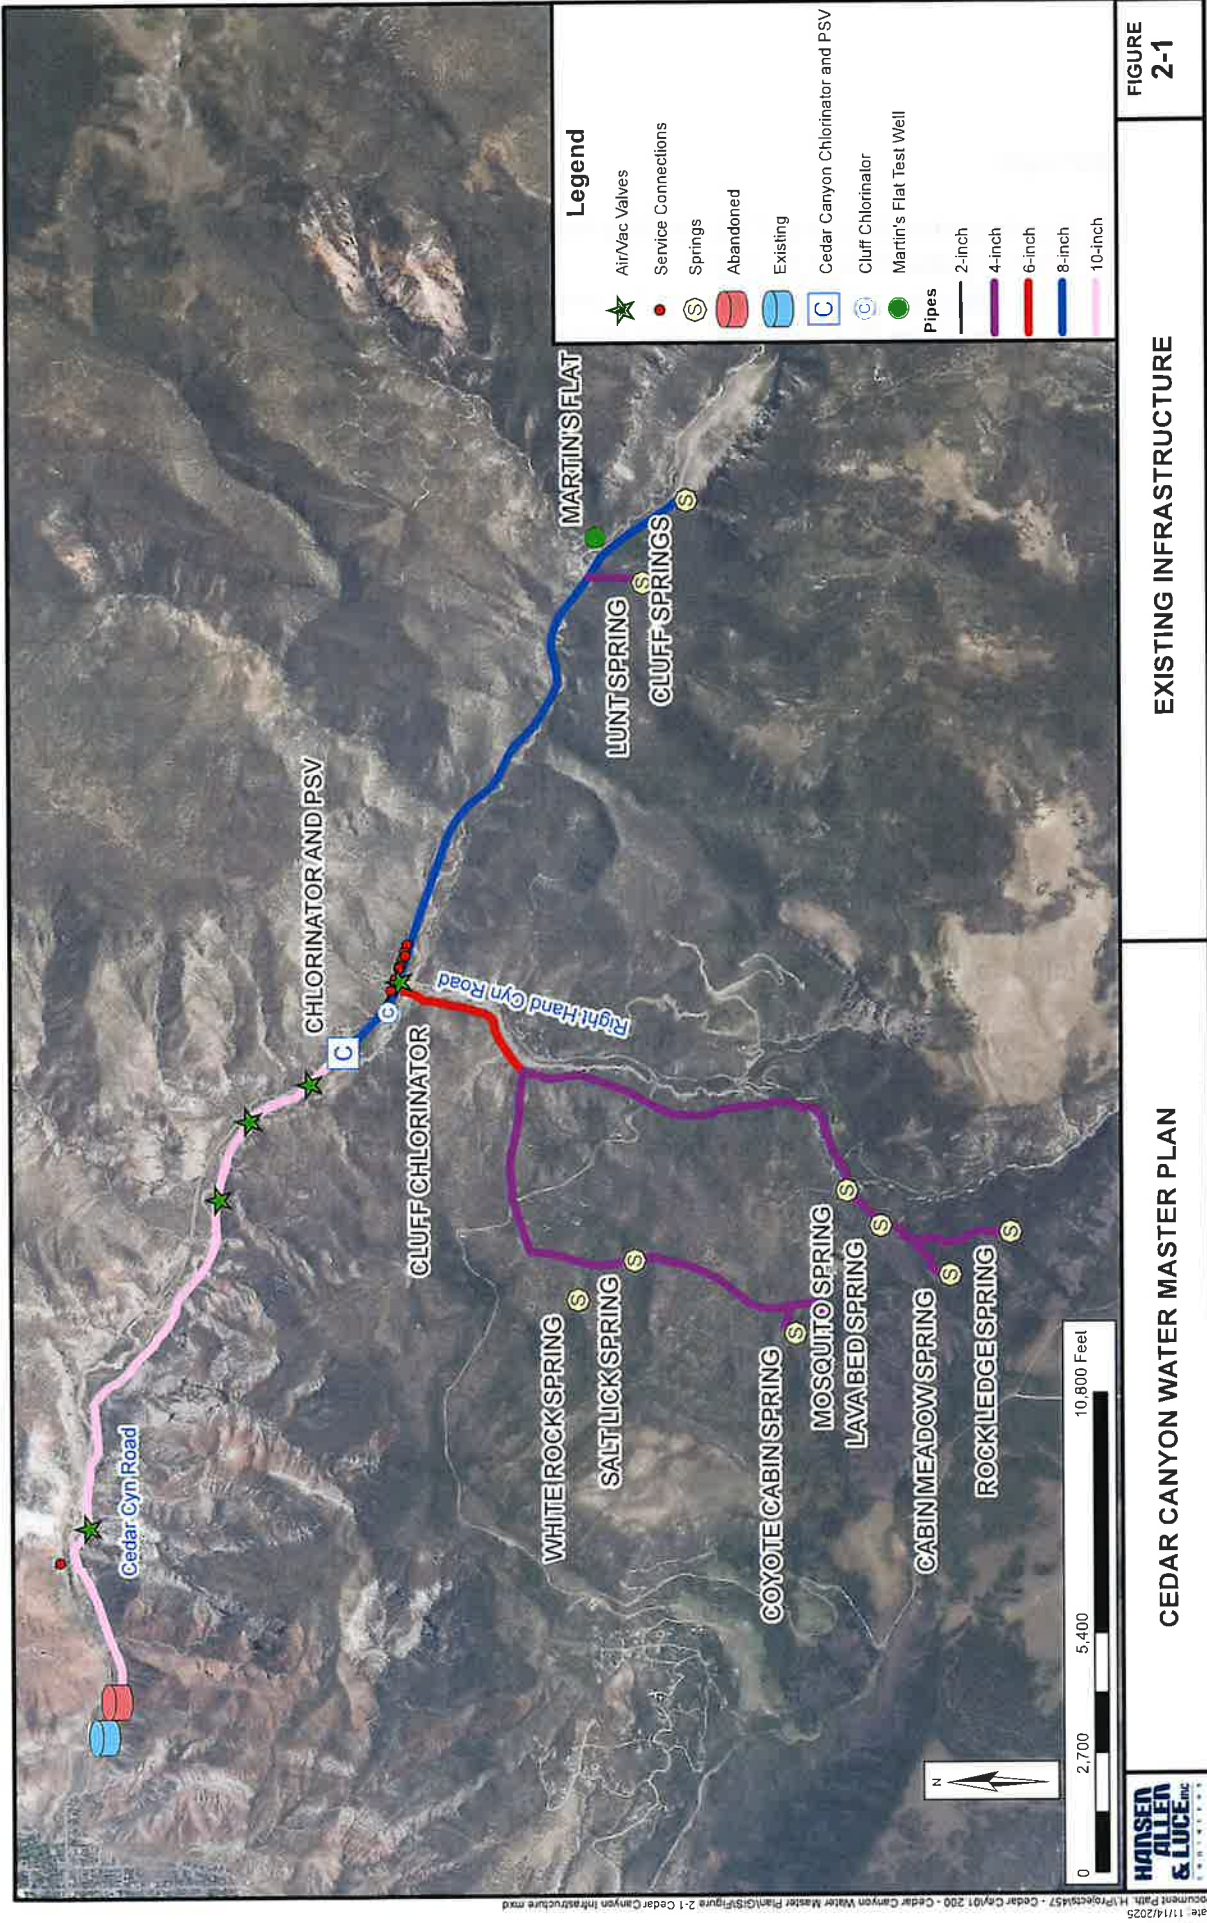 Cedar Cyn Road
CHLORINATOR AND PSV
C
C
CLUFF CHLORINATOR
Right Hand Cyn Road
MARTIN'S FLAT
LUNT SPRING
CLUFF SPRINGS
S
S
WHITE ROCK SPRING
S
SALT LICK SPRING
S
COYOTE CABIN SPRING
S
MOSQUITO SPRING
S
LAVA BED SPRING
S
CABIN MEADOW SPRING
S
ROCK LEDGE SPRING
S
Legend
Air/Vac Valves
Service Connections
S Springs
Abandoned
Existing
C Cedar Canyon Chlorinator and PSV
C Cluff Chlorinator
Martin's Flat Test Well
Pipes
2-inch
4-inch
6-inch
8-inch
10-inch
N
0 2,700 5,400 10,800 Feet
HANSEN
ALLEN
& LUCE INC
ENGINEERS
CEDAR CANYON WATER MASTER PLAN
EXISTING INFRASTRUCTURE
FIGURE
2-1
11/14/2025